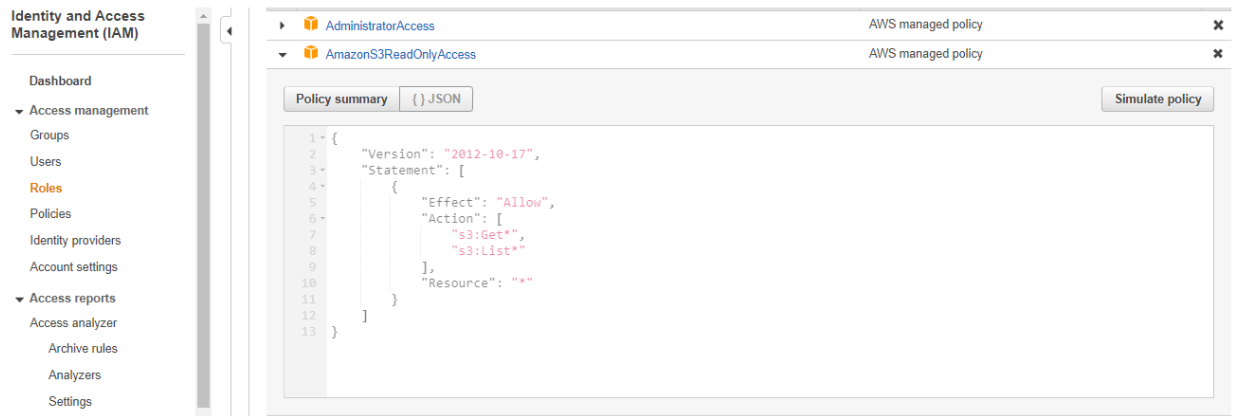 Identity and Access
Management (IAM)
Dashboard
Access management
Groups
Users
Roles
Policies
Identity providers
Account settings
Access reports
Access analyzer
Archive rules
Analyzers
Settings
AdministratorAccess AWS managed policy
AmazonS3ReadOnlyAccess AWS managed policy
Policy summary { } JSON Simulate policy
1 {
2 "Version": "2012-10-17",
3 "Statement": [
4 {
5 "Effect": "Allow",
6 "Action": [
7 "s3:Get*",
8 "s3:List*"
9 ],
10 "Resource": "*"
11 }
12 ]
13 }